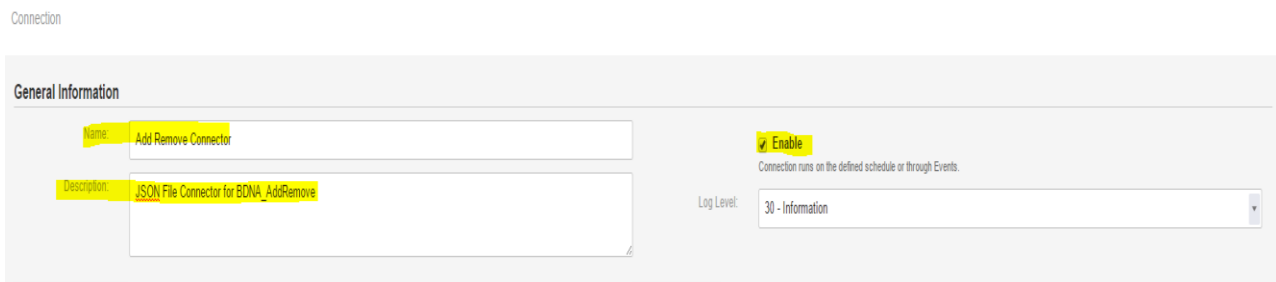 Connection
General Information
Name:
Add Remove Connector
Enable
Connection runs on the defined schedule or through Events.
Description:
JSON File Connector for BDNA_AddRemove
Log Level:
30 - Information